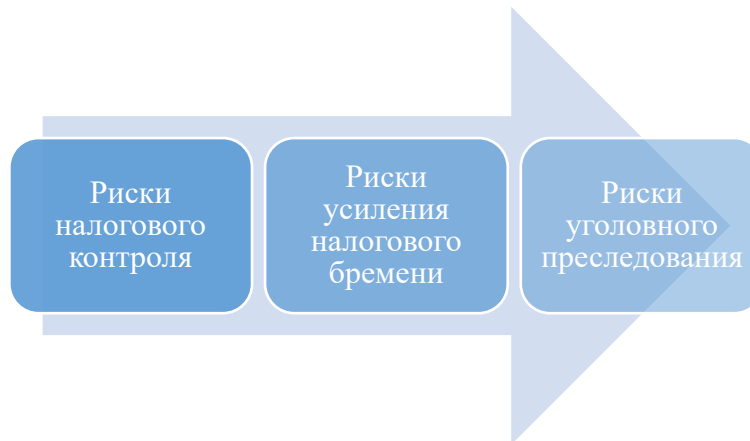 Риски
налогового
контроля
Риски
усиления
налогового
бремени
Риски
уголовного
преследования